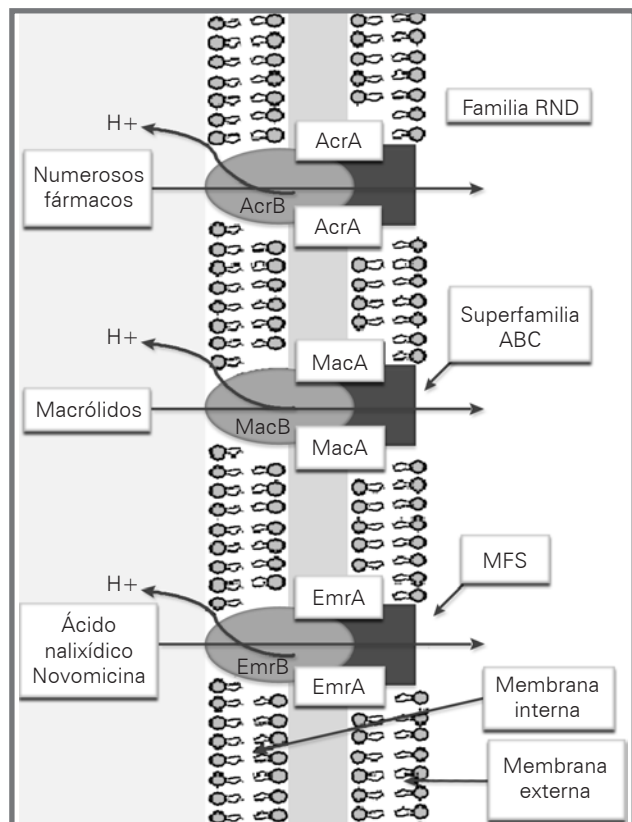 Familia RND
H+
AcrA
Numerosos
fármacos
AcrB
AcrA
Superfamilia
ABC
H+
MacA
Macrólidos
MacB
MacA
MFS
H+
EmrA
Ácido
nalixídico
Novomicina
EmrB
EmrA
Membrana
interna
Membrana
externa